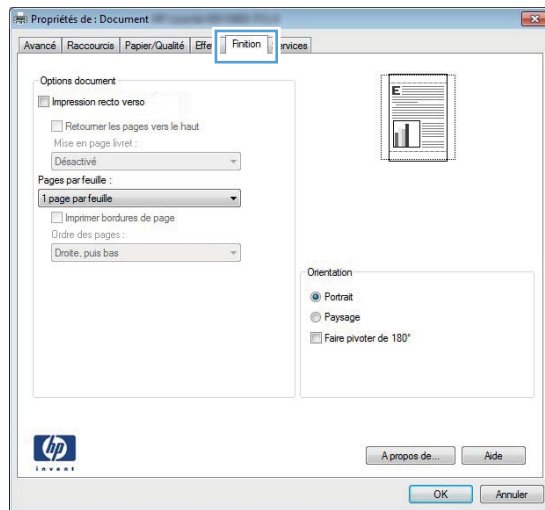 Propriétés de : Document
Avancé Raccourcis Papier/Qualité Effe Finition ervices
Options document
Impression recto verso
Retourner les pages vers le haut
Mise en page livret :
Désactivé
Pages par feuille :
1 page par feuille
Imprimer bordures de page
Ordre des pages :
Droite, puis bas
E
Orientation
Portrait
Paysage
Faire pivoter de 180°
hp
invent
A propos de...
Aide
OK
Annuler